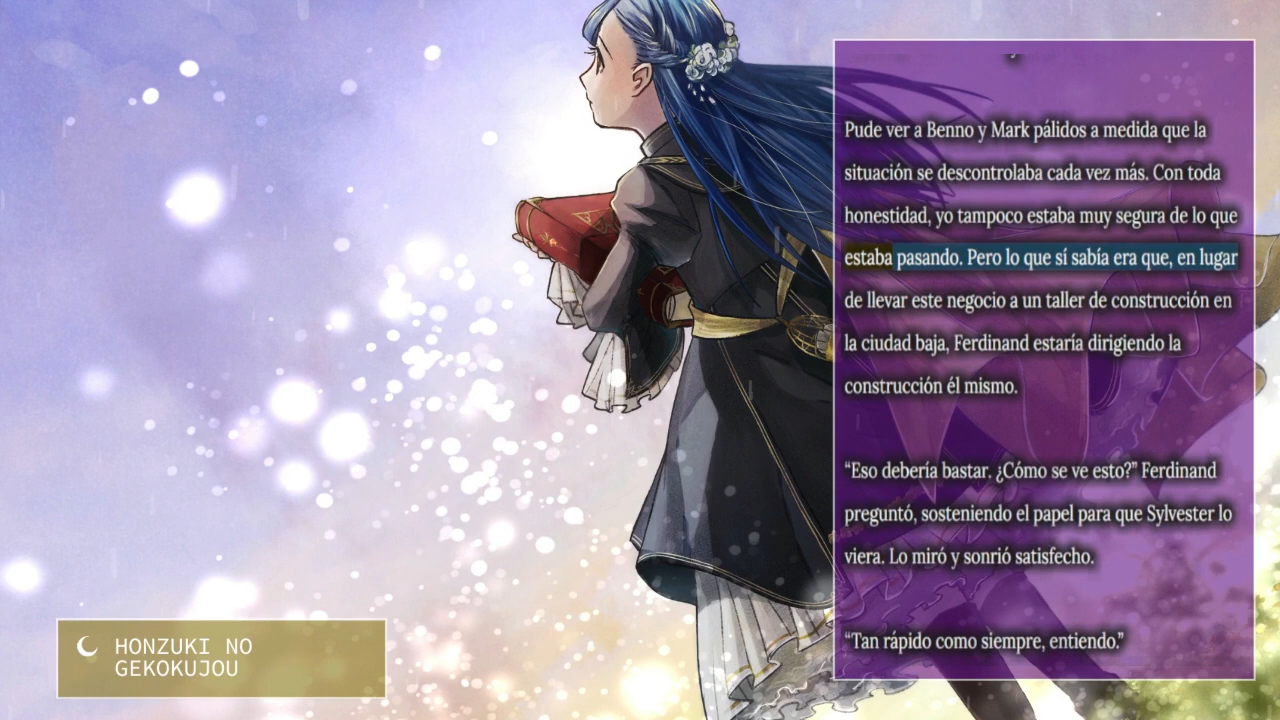 Pude ver a Benno y Mark pálidos a medida que la
situación se descontrolaba cada vez más. Con toda
honestidad, yo tampoco estaba muy segura de lo que
estaba pasando. Pero lo que sí sabía era que, en lugar
de llevar este negocio a un taller de construcción en
la ciudad baja, Ferdinand estaría dirigiendo la
construcción él mismo.
“Eso debería bastar. ¿Cómo se ve esto?” Ferdinand
preguntó, sosteniendo el papel para que Sylvester lo
viera. Lo miró y sonrió satisfecho.
“Tan rápido como siempre, entiendo.”
HONZUKI NO
GEKOKUJOU